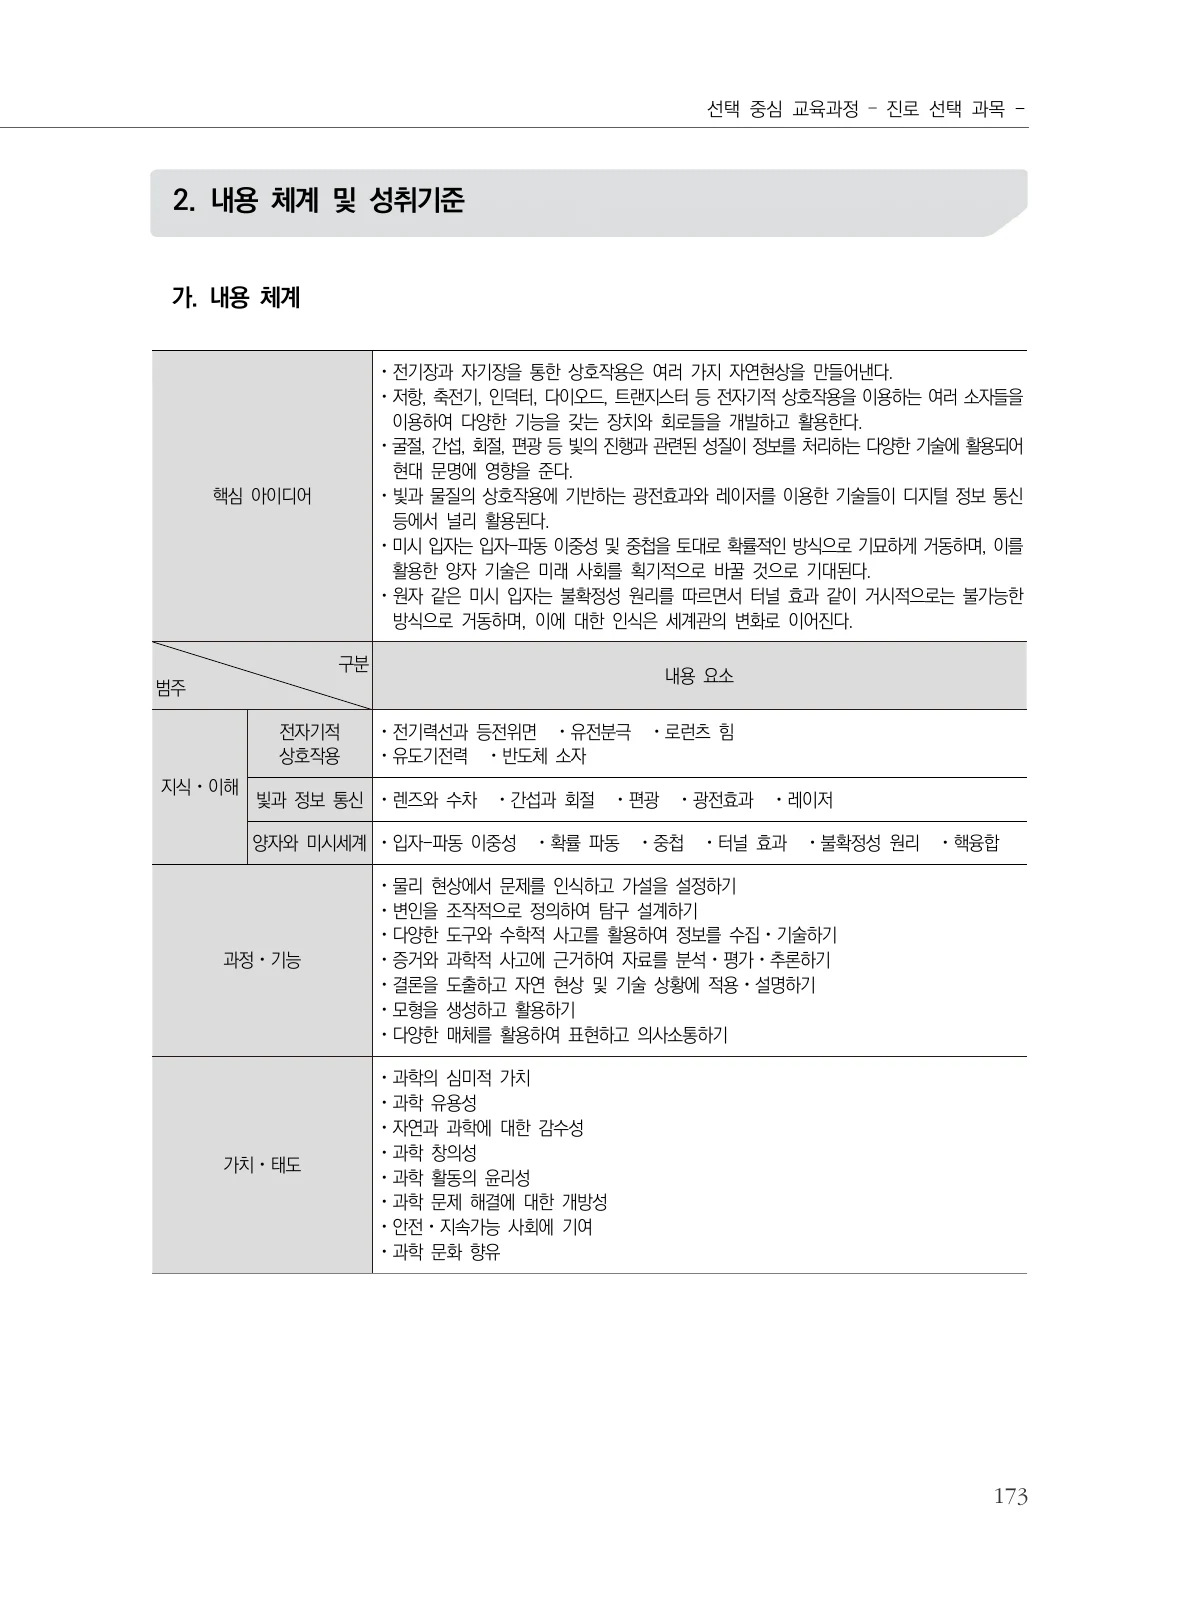 선택 중심 교육과정 - 진로 선택 과목 -
2. 내용 체계 및 성취기준
가. 내용 체계
핵심 아이디어
・전기장과 자기장을 통한 상호작용은 여러 가지 자연현상을 만들어낸다.
・저항, 축전기, 인덕터, 다이오드, 트랜지스터 등 전자기적 상호작용을 이용하는 여러 소자들을
이용하여 다양한 기능을 갖는 장치와 회로들을 개발하고 활용한다.
・굴절, 간섭, 회절, 편광 등 빛의 진행과 관련된 성질이 정보를 처리하는 다양한 기술에 활용되어
현대 문명에 영향을 준다.
・빛과 물질의 상호작용에 기반하는 광전효과와 레이저를 이용한 기술들이 디지털 정보 통신
등에서 널리 활용된다.
・미시 입자는 입자-파동 이중성 및 중첩을 토대로 확률적인 방식으로 기묘하게 거동하며, 이를
활용한 양자 기술은 미래 사회를 획기적으로 바꿀 것으로 기대된다.
・원자 같은 미시 입자는 불확정성 원리를 따르면서 터널 효과 같이 거시적으로는 불가능한
방식으로 거동하며, 이에 대한 인식은 세계관의 변화로 이어진다.
구분
범주
내용 요소
지식・이해
전자기적
상호작용
・전기력선과 등전위면 ・유전분극 ・로런츠 힘
・유도기전력 ・반도체 소자
빛과 정보 통신
・렌즈와 수차 ・간섭과 회절 ・편광 ・광전효과 ・레이저
양자와 미시세계
・입자-파동 이중성 ・확률 파동 ・중첩 ・터널 효과 ・불확정성 원리 ・핵융합
과정・기능
・물리 현상에서 문제를 인식하고 가설을 설정하기
・변인을 조작적으로 정의하여 탐구 설계하기
・다양한 도구와 수학적 사고를 활용하여 정보를 수집・기술하기
・증거와 과학적 사고에 근거하여 자료를 분석・평가・추론하기
・결론을 도출하고 자연 현상 및 기술 상황에 적용・설명하기
・모형을 생성하고 활용하기
・다양한 매체를 활용하여 표현하고 의사소통하기
가치・태도
・과학의 심미적 가치
・과학 유용성
・자연과 과학에 대한 감수성
・과학 창의성
・과학 활동의 윤리성
・과학 문제 해결에 대한 개방성
・안전・지속가능 사회에 기여
・과학 문화 향유
173